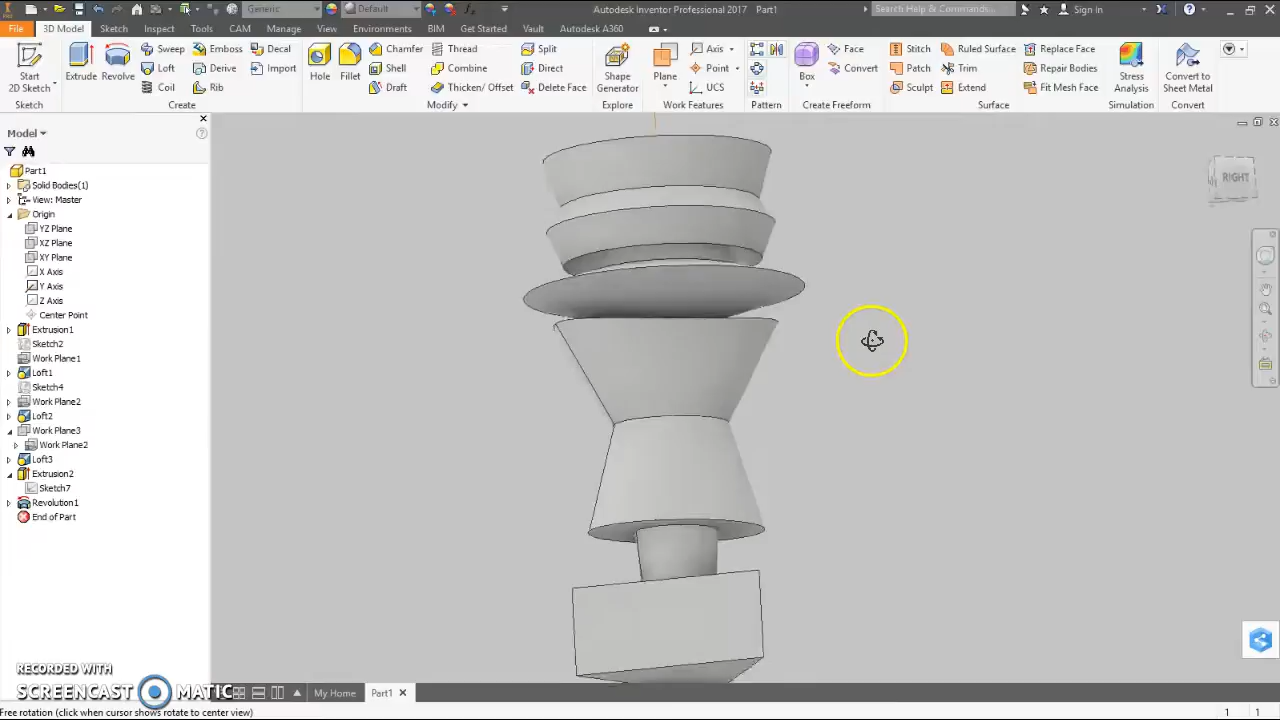 Generic
Default
Autodesk Inventor Professional 2017 Part1
Search Help & Commands...
Sign In
File 3D Model Sketch Inspect Tools CAM Manage View Environments BIM Get Started Vault Autodesk A360
Start
2D Sketch
Sketch
Extrude
Revolve
Sweep
Loft
Coil
Emboss
Derive
Rib
Decal
Import
Create
Hole
Fillet
Chamfer
Shell
Draft
Thread
Combine
Thicken/ Offset
Split
Direct
Delete Face
Modify
Shape
Generator
Explore
Plane
Axis
Point
UCS
Work Features
Pattern
Box
Face
Convert
Create Freeform
Stitch
Patch
Sculpt
Ruled Surface
Trim
Extend
Replace Face
Repair Bodies
Fit Mesh Face
Surface
Stress
Analysis
Simulation
Convert to
Sheet Metal
Convert
Model
Part1
Solid Bodies(1)
View: Master
Origin
YZ Plane
XZ Plane
XY Plane
X Axis
Y Axis
Z Axis
Center Point
Extrusion1
Sketch2
Work Plane1
Loft1
Sketch4
Work Plane2
Loft2
Work Plane3
Work Plane2
Loft3
Extrusion2
Sketch7
Revolution1
End of Part
RIGHT
RECORDED WITH
SCREENCAST MATIC
My Home
Part1
Free rotation (click when cursor shows rotate to center view)
1 1